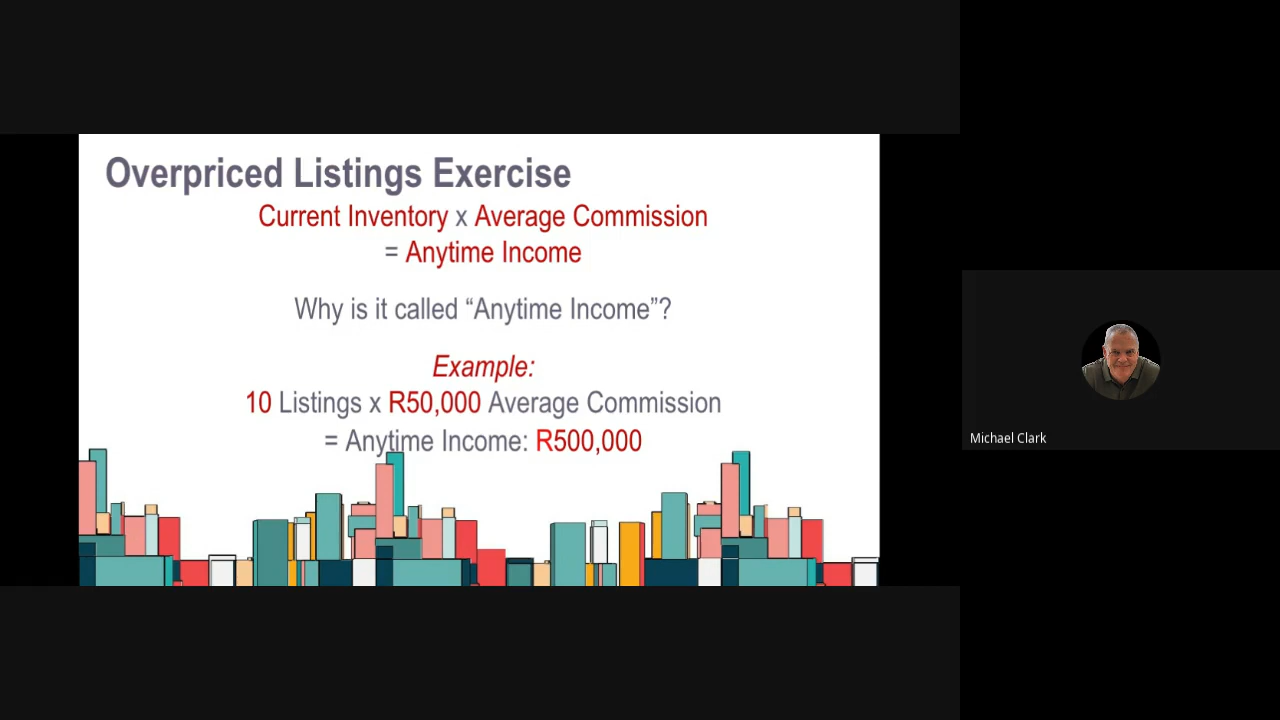 Overpriced Listings Exercise
Current Inventory x Average Commission
= Anytime Income
Why is it called “Anytime Income”?
Example:
10 Listings x R50,000 Average Commission
= Anytime Income: R500,000
Michael Clark